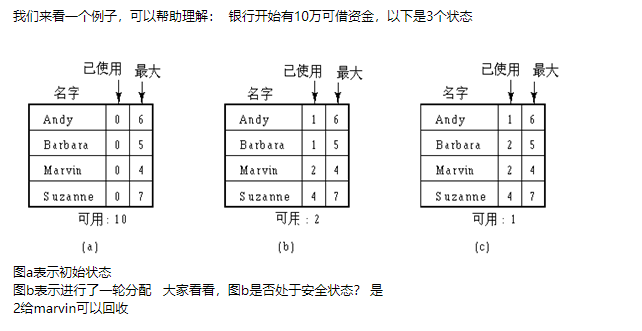 我们来看一个例子，可以帮助理解： 银行开始有10万可借资金，以下是3个状态
已使用 最大
名字
Andy 0 6
Barbara 0 5
Marvin 0 4
Suzanne 0 7
可用：10
(a)
已使用 最大
名字
Andy 1 6
Barbara 1 5
Marvin 2 4
Suzanne 4 7
可用：2
(b)
已使用 最大
名字
Andy 1 6
Barbara 2 5
Marvin 2 4
Suzanne 4 7
可用：1
(c)
图a表示初始状态
图b表示进行了一轮分配 大家看看，图b是否处于安全状态？ 是
2给marvin可以回收